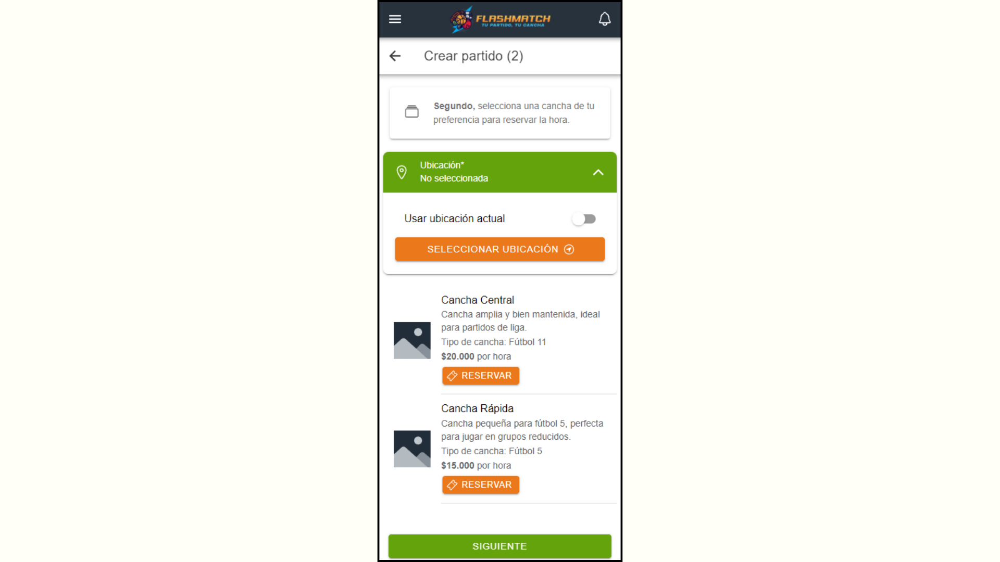 FLASHMATCH
TU PARTIDO, TU CANCHA
Crear partido (2)
Segundo, selecciona una cancha de tu
preferencia para reservar la hora.
Ubicación*
No seleccionada
Usar ubicación actual
SELECCIONAR UBICACIÓN
Cancha Central
Cancha amplia y bien mantenida, ideal
para partidos de liga.
Tipo de cancha: Fútbol 11
$20.000 por hora
RESERVAR
Cancha Rápida
Cancha pequeña para fútbol 5, perfecta
para jugar en grupos reducidos.
Tipo de cancha: Fútbol 5
$15.000 por hora
RESERVAR
SIGUIENTE